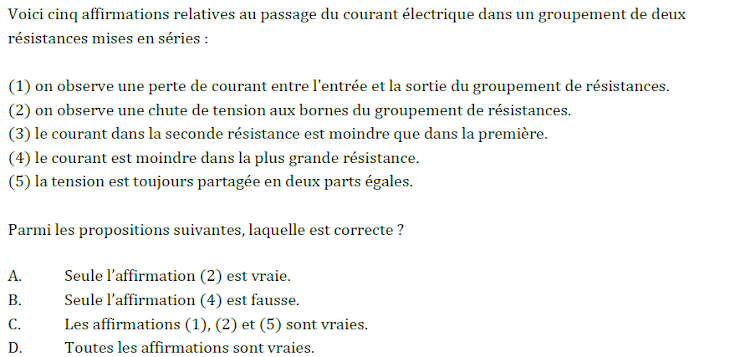 Voici cinq affirmations relatives au passage du courant électrique dans un groupement de deux
résistances mises en séries :
(1) on observe une perte de courant entre l'entrée et la sortie du groupement de résistances.
(2) on observe une chute de tension aux bornes du groupement de résistances.
(3) le courant dans la seconde résistance est moindre que dans la première.
(4) le courant est moindre dans la plus grande résistance.
(5) la tension est toujours partagée en deux parts égales.
Parmi les propositions suivantes, laquelle est correcte ?
A. Seule l'affirmation (2) est vraie.
B. Seule l'affirmation (4) est fausse.
C. Les affirmations (1), (2) et (5) sont vraies.
D. Toutes les affirmations sont vraies.